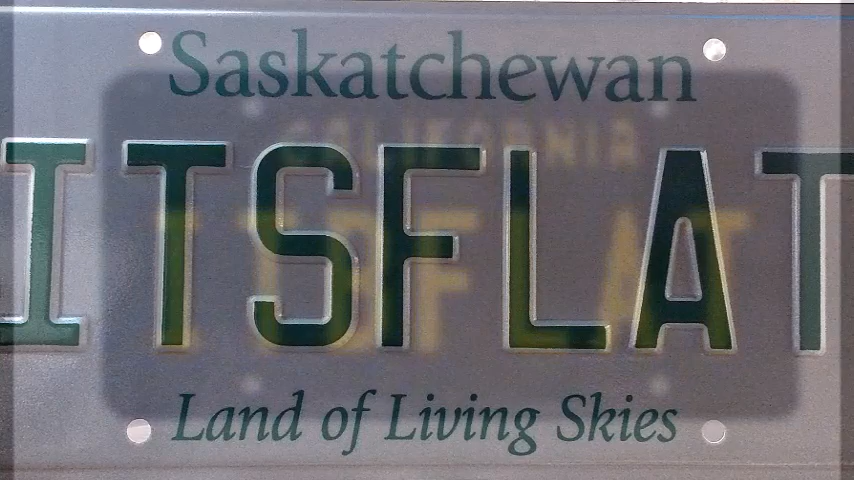 Saskatchewan
CALIFORNIA
ITSFLAT
Land of Living Skies